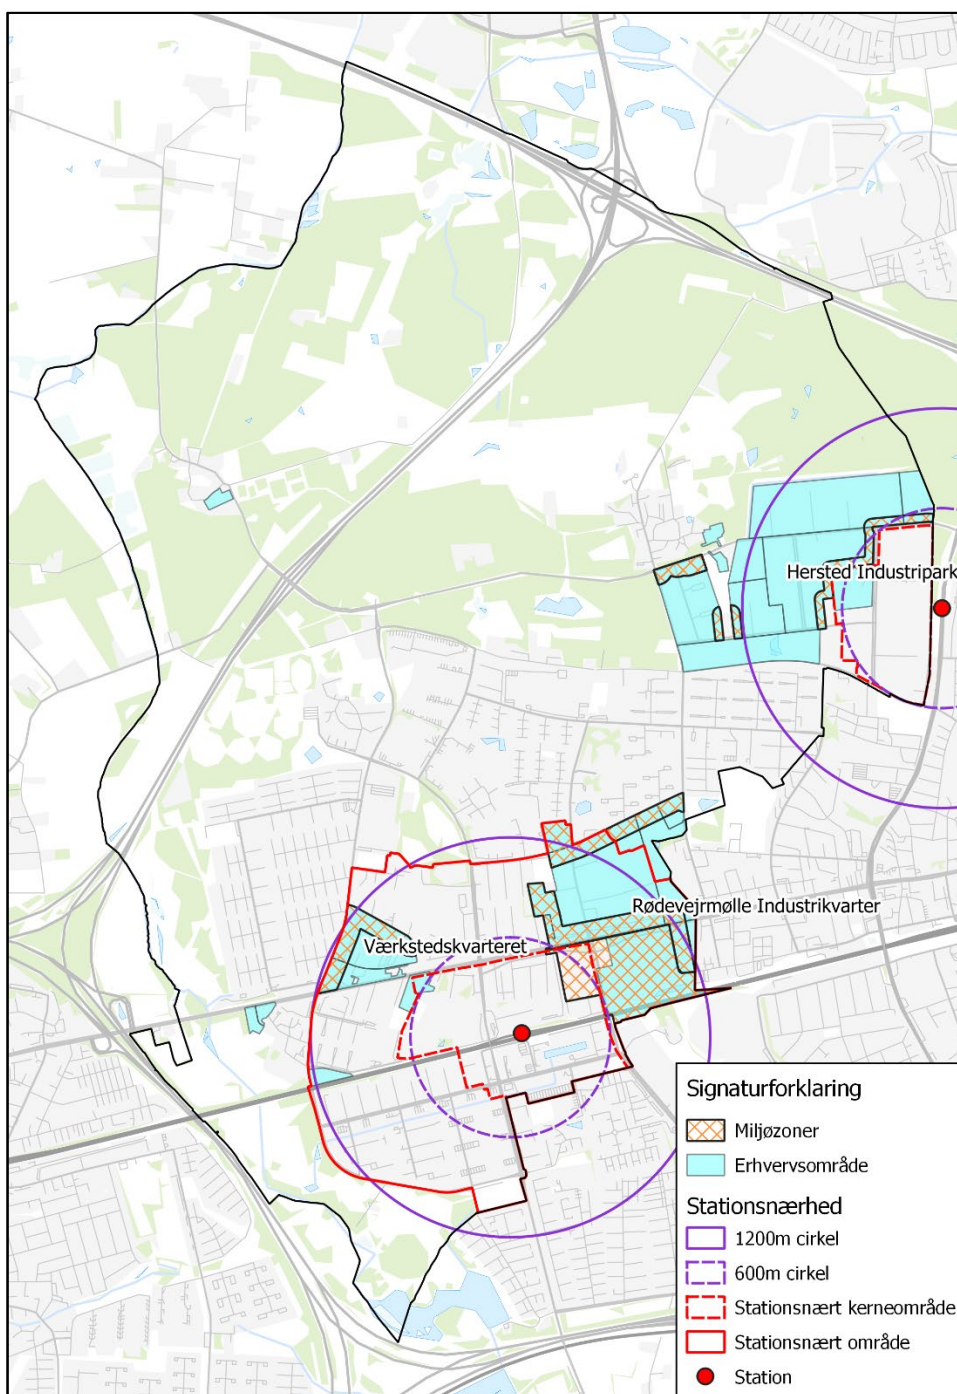 Hersted Industripark
Rødevejrmølle Industrikvarter
Værkstedskvarteret
Signaturforklaring
Miljøzoner
Erhvervsområde
Stationsnærhed
1200m cirkel
600m cirkel
Stationsnært kerneområde
Stationsnært område
Station